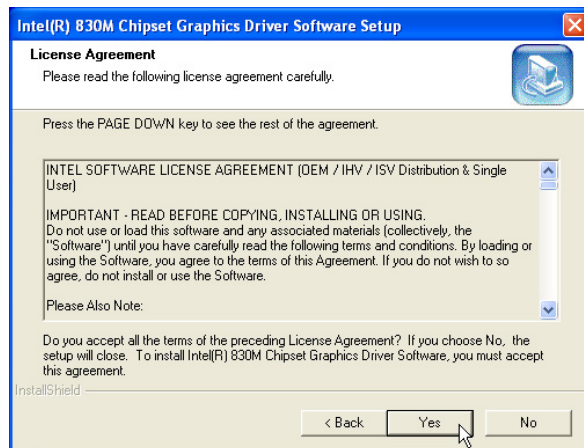 Intel(R) 830M Chipset Graphics Driver Software Setup
License Agreement
Please read the following license agreement carefully.
Press the PAGE DOWN key to see the rest of the agreement.
INTEL SOFTWARE LICENSE AGREEMENT (OEM / IHV / ISV Distribution & Single
User)
IMPORTANT - READ BEFORE COPYING, INSTALLING OR USING.
Do not use or load this software and any associated materials (collectively, the
"Software") until you have carefully read the following terms and conditions. By loading or
using the Software, you agree to the terms of this Agreement. If you do not wish to so
agree, do not install or use the Software.
Please Also Note:
Do you accept all the terms of the preceding License Agreement? If you choose No, the
setup will close. To install Intel(R) 830M Chipset Graphics Driver Software, you must accept
this agreement.
InstallShield
< Back
Yes
No